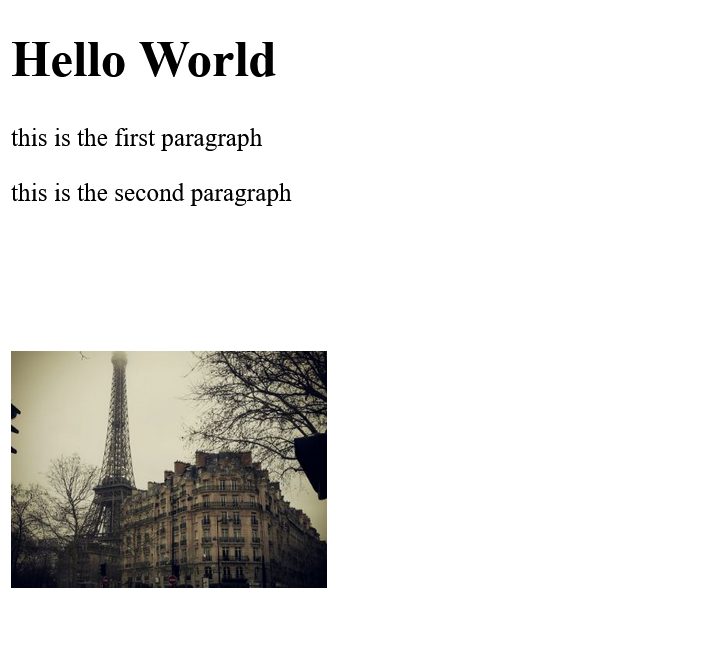 Hello World
this is the first paragraph
this is the second paragraph